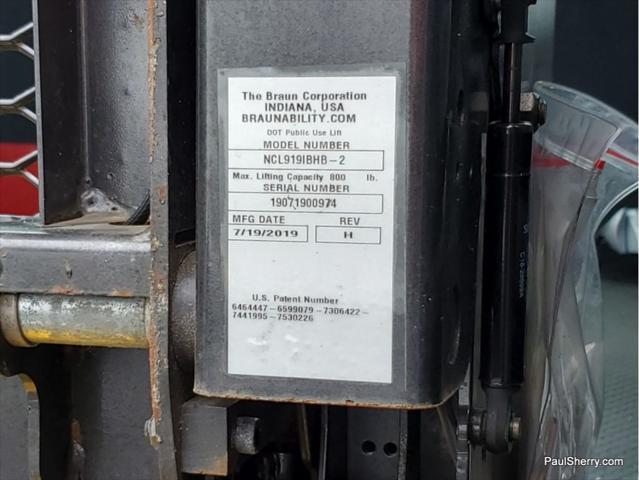 The Braun Corporation
INDIANA, USA
BRAUNABILITY.COM
DOT Public Use Lift
MODEL NUMBER
NCL919IBHB-2
Max. Lifting Capacity 800 lb.
SERIAL NUMBER
19071900974
MFG DATE REV
7/19/2019 H
U.S. Patent Number
6464447-6599079-7306422-
7441995-7530226
PaulSherry.com